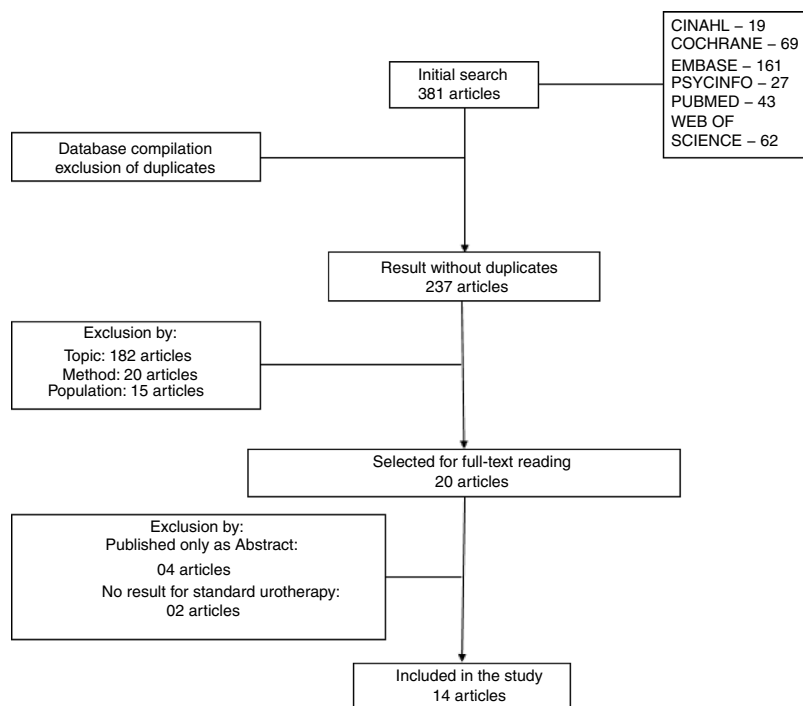 CINAHL – 19
COCHRANE – 69
EMBASE – 161
PSYCINFO – 27
PUBMED – 43
WEB OF
SCIENCE – 62
Initial search
381 articles
Database compilation
exclusion of duplicates
Result without duplicates
237 articles
Exclusion by:
Topic: 182 articles
Method: 20 articles
Population: 15 articles
Selected for full-text reading
20 articles
Exclusion by:
Published only as Abstract:
04 articles
No result for standard urotherapy:
02 articles
Included in the study
14 articles